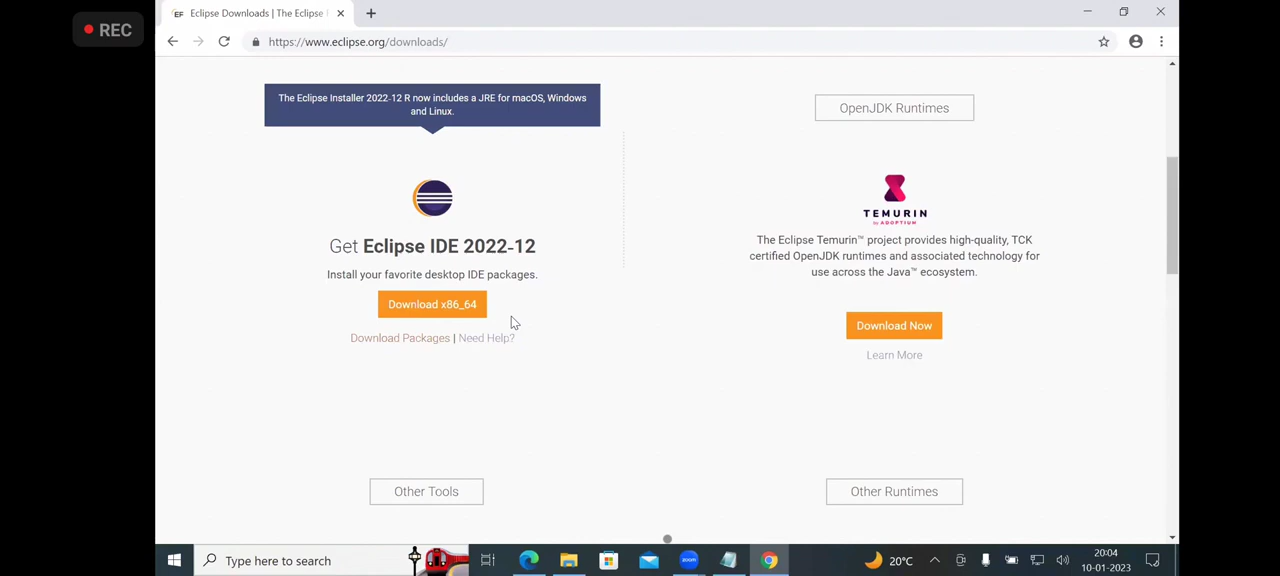 REC
EF
Eclipse Downloads | The Eclipse
https://www.eclipse.org/downloads/
The Eclipse Installer 2022-12 R now includes a JRE for macOS, Windows
and Linux.
Get Eclipse IDE 2022-12
Install your favorite desktop IDE packages.
Download x86_64
Download Packages | Need Help?
OpenJDK Runtimes
TEMURIN
by ADOPTIUM
The Eclipse Temurin™ project provides high-quality, TCK
certified OpenJDK runtimes and associated technology for
use across the Java™ ecosystem.
Download Now
Learn More
Other Tools
Other Runtimes
Type here to search
zoom
20°C
20:04
10-01-2023